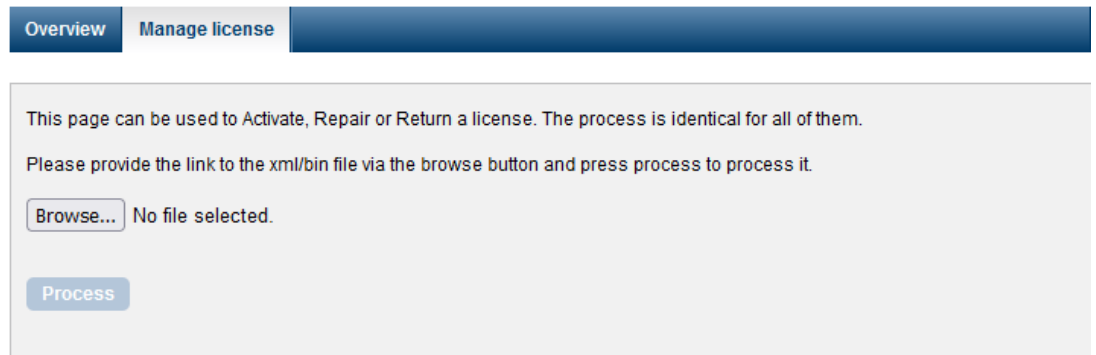 Overview Manage license
This page can be used to Activate, Repair or Return a license. The process is identical for all of them.
Please provide the link to the xml/bin file via the browse button and press process to process it.
Browse... No file selected.
Process